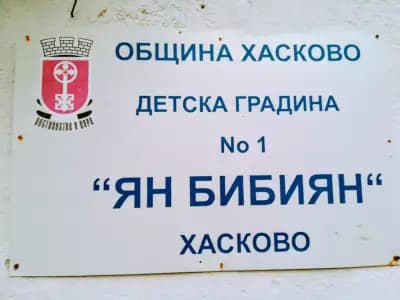 ОБЩИНА ХАСКОВО
ДЕТСКА ГРАДИНА
No 1
“ЯН БИБИЯН“
ХАСКОВО